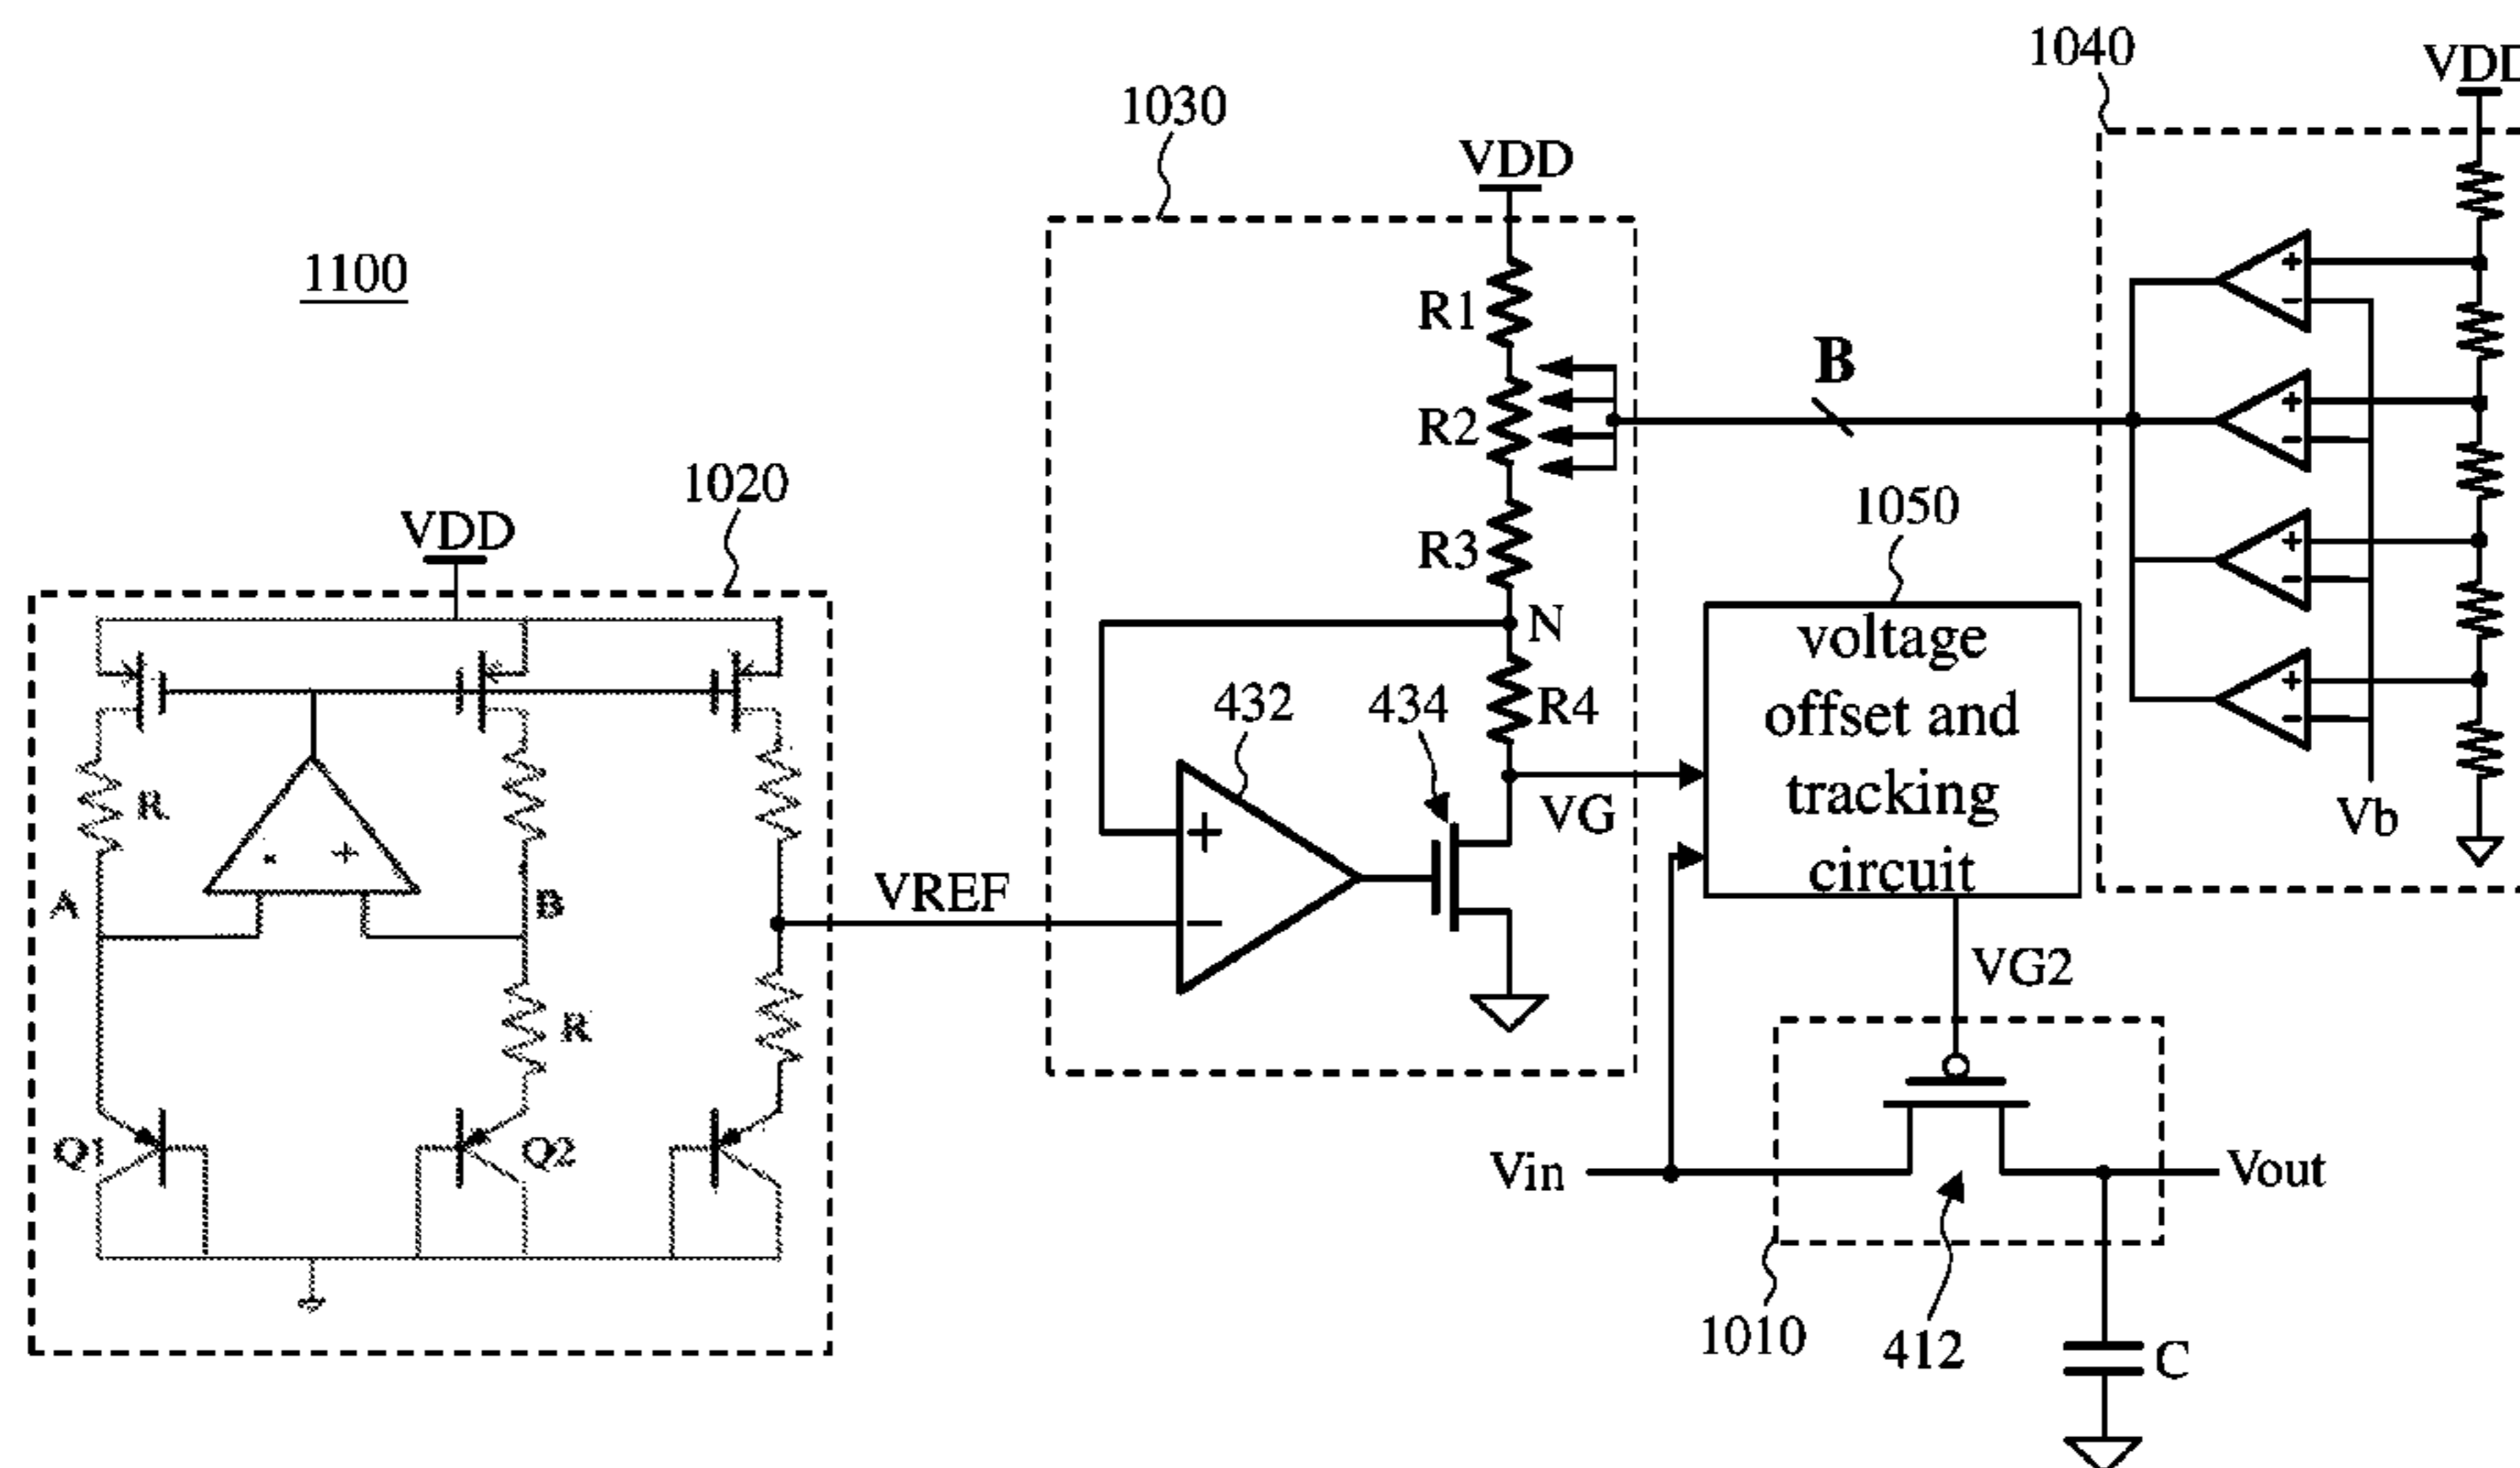 1040
VDD
1030
VDD
1100
R1
B
R2
1020
1050
R3
VDD
N
voltage
offset and
tracking
circuit
R4
432
434
R
+
-
+
-
+
-
+
-
VG
Vb
- +
+
A
B
VREF
-
VG2
R
Q1
Q2
Vin
Vout
1010
412
C